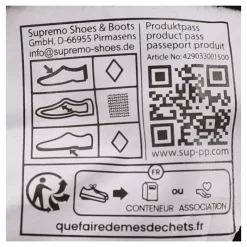 Supremo Shoes & Boots
GmbH, D-66955 Pirmasens
www.supremo-shoes.de
Produktpass
product pass
passeport produit
Article No: 429033001500
www.sup-pp.com
FR
ou
CONTENEUR ASSOCIATION
quefairedemesdechets.fr